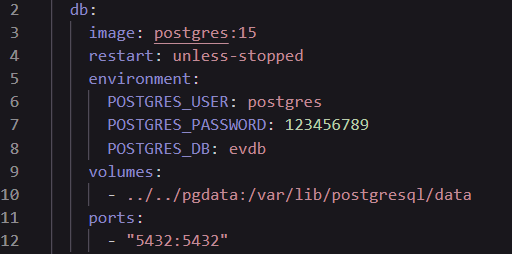 2 db:
3 image: postgres:15
4 restart: unless-stopped
5 environment:
6 POSTGRES_USER: postgres
7 POSTGRES_PASSWORD: 123456789
8 POSTGRES_DB: evdb
9 volumes:
10 - ../../pgdata:/var/lib/postgresql/data
11 ports:
12 - "5432:5432"